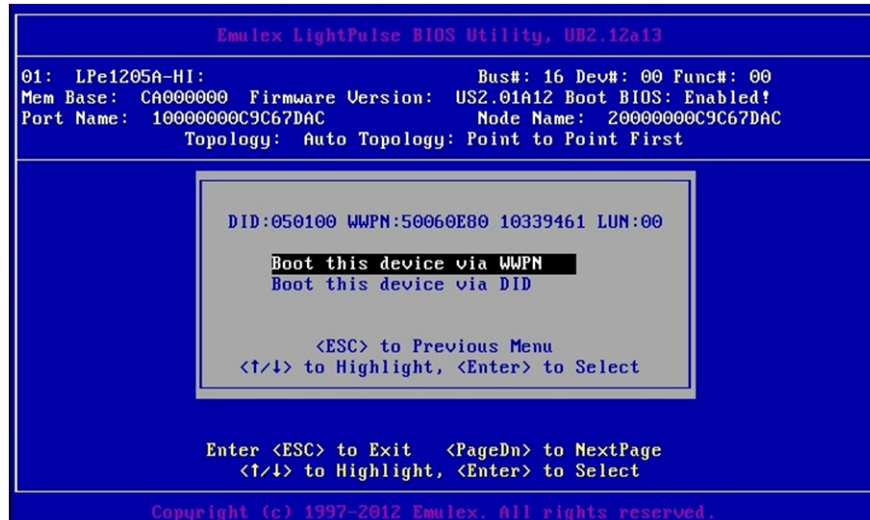 Emulex LightPulse BIOS Utility, UB2.12a13
01: LPe1205A-HI: Bus#: 16 Dev#: 00 Func#: 00
Mem Base: CA000000 Firmware Version: US2.01A12 Boot BIOS: Enabled!
Port Name: 10000000C9C67DAC Node Name: 20000000C9C67DAC
Topology: Auto Topology: Point to Point First
DID:050100 WWPN:50060E80 10339461 LUN:00
Boot this device via WWPN
Boot this device via DID
<ESC> to Previous Menu
<↑/↓> to Highlight, <Enter> to Select
Enter <ESC> to Exit <PageDn> to NextPage
<↑/↓> to Highlight, <Enter> to Select
Copyright (c) 1997-2012 Emulex. All rights reserved.